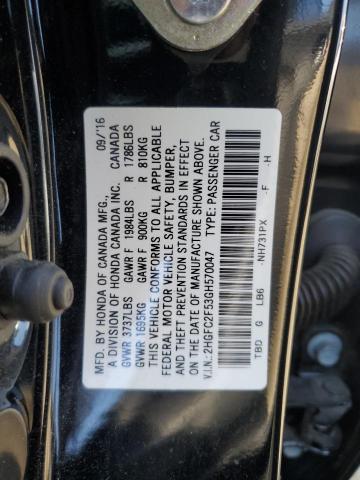 MFD. BY HONDA OF CANADA MFG. 09/'16
A DIVISION OF HONDA CANADA INC. CANADA
GVWR 3737LBS GAWR F 1984LBS R 1786LBS
GVWR 1695KG GAWR F 900KG R 810KG
THIS VEHICLE CONFORMS TO ALL APPLICABLE
FEDERAL MOTOR VEHICLE SAFETY, BUMPER,
AND THEFT PREVENTION STANDARDS IN EFFECT
ON THE DATE OF MANUFACTURE SHOWN ABOVE.
V.I.N.: 2HGFC2F53GH570047 TYPE: PASSENGER CAR
TBD G LB6 -NH731PX -F -H